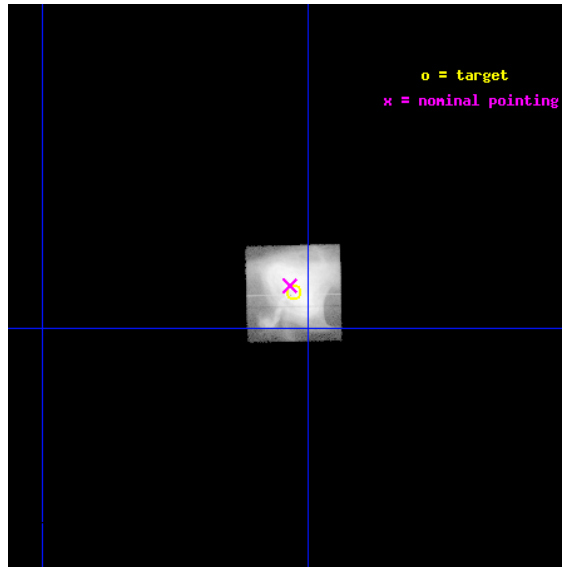 o = target
x = nominal pointing